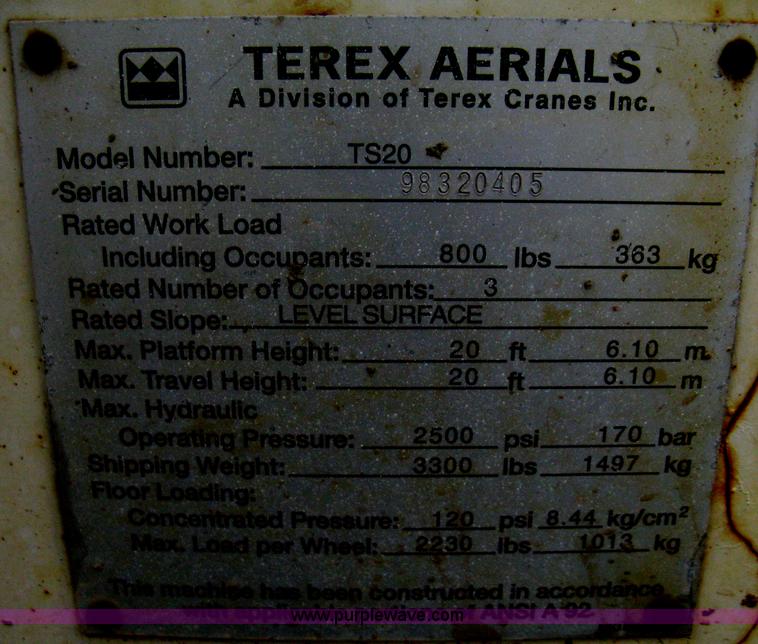 TEREX AERIALS
A Division of Terex Cranes Inc.
Model Number: TS20
Serial Number: 98320405
Rated Work Load
Including Occupants: 800 lbs 363 kg
Rated Number of Occupants: 3
Rated Slope: LEVEL SURFACE
Max. Platform Height: 20 ft 6.10 m
Max. Travel Height: 20 ft 6.10 m
Max. Hydraulic
Operating Pressure: 2500 psi 170 bar
Shipping Weight: 3300 lbs 1497 kg
Floor Loading:
Concentrated Pressure: 120 psi 8.44 kg/cm²
Max. Load per Wheel: 2230 lbs 1013 kg
This machine has been constructed in accordance
with ANSI A 92
www.purplewave.com